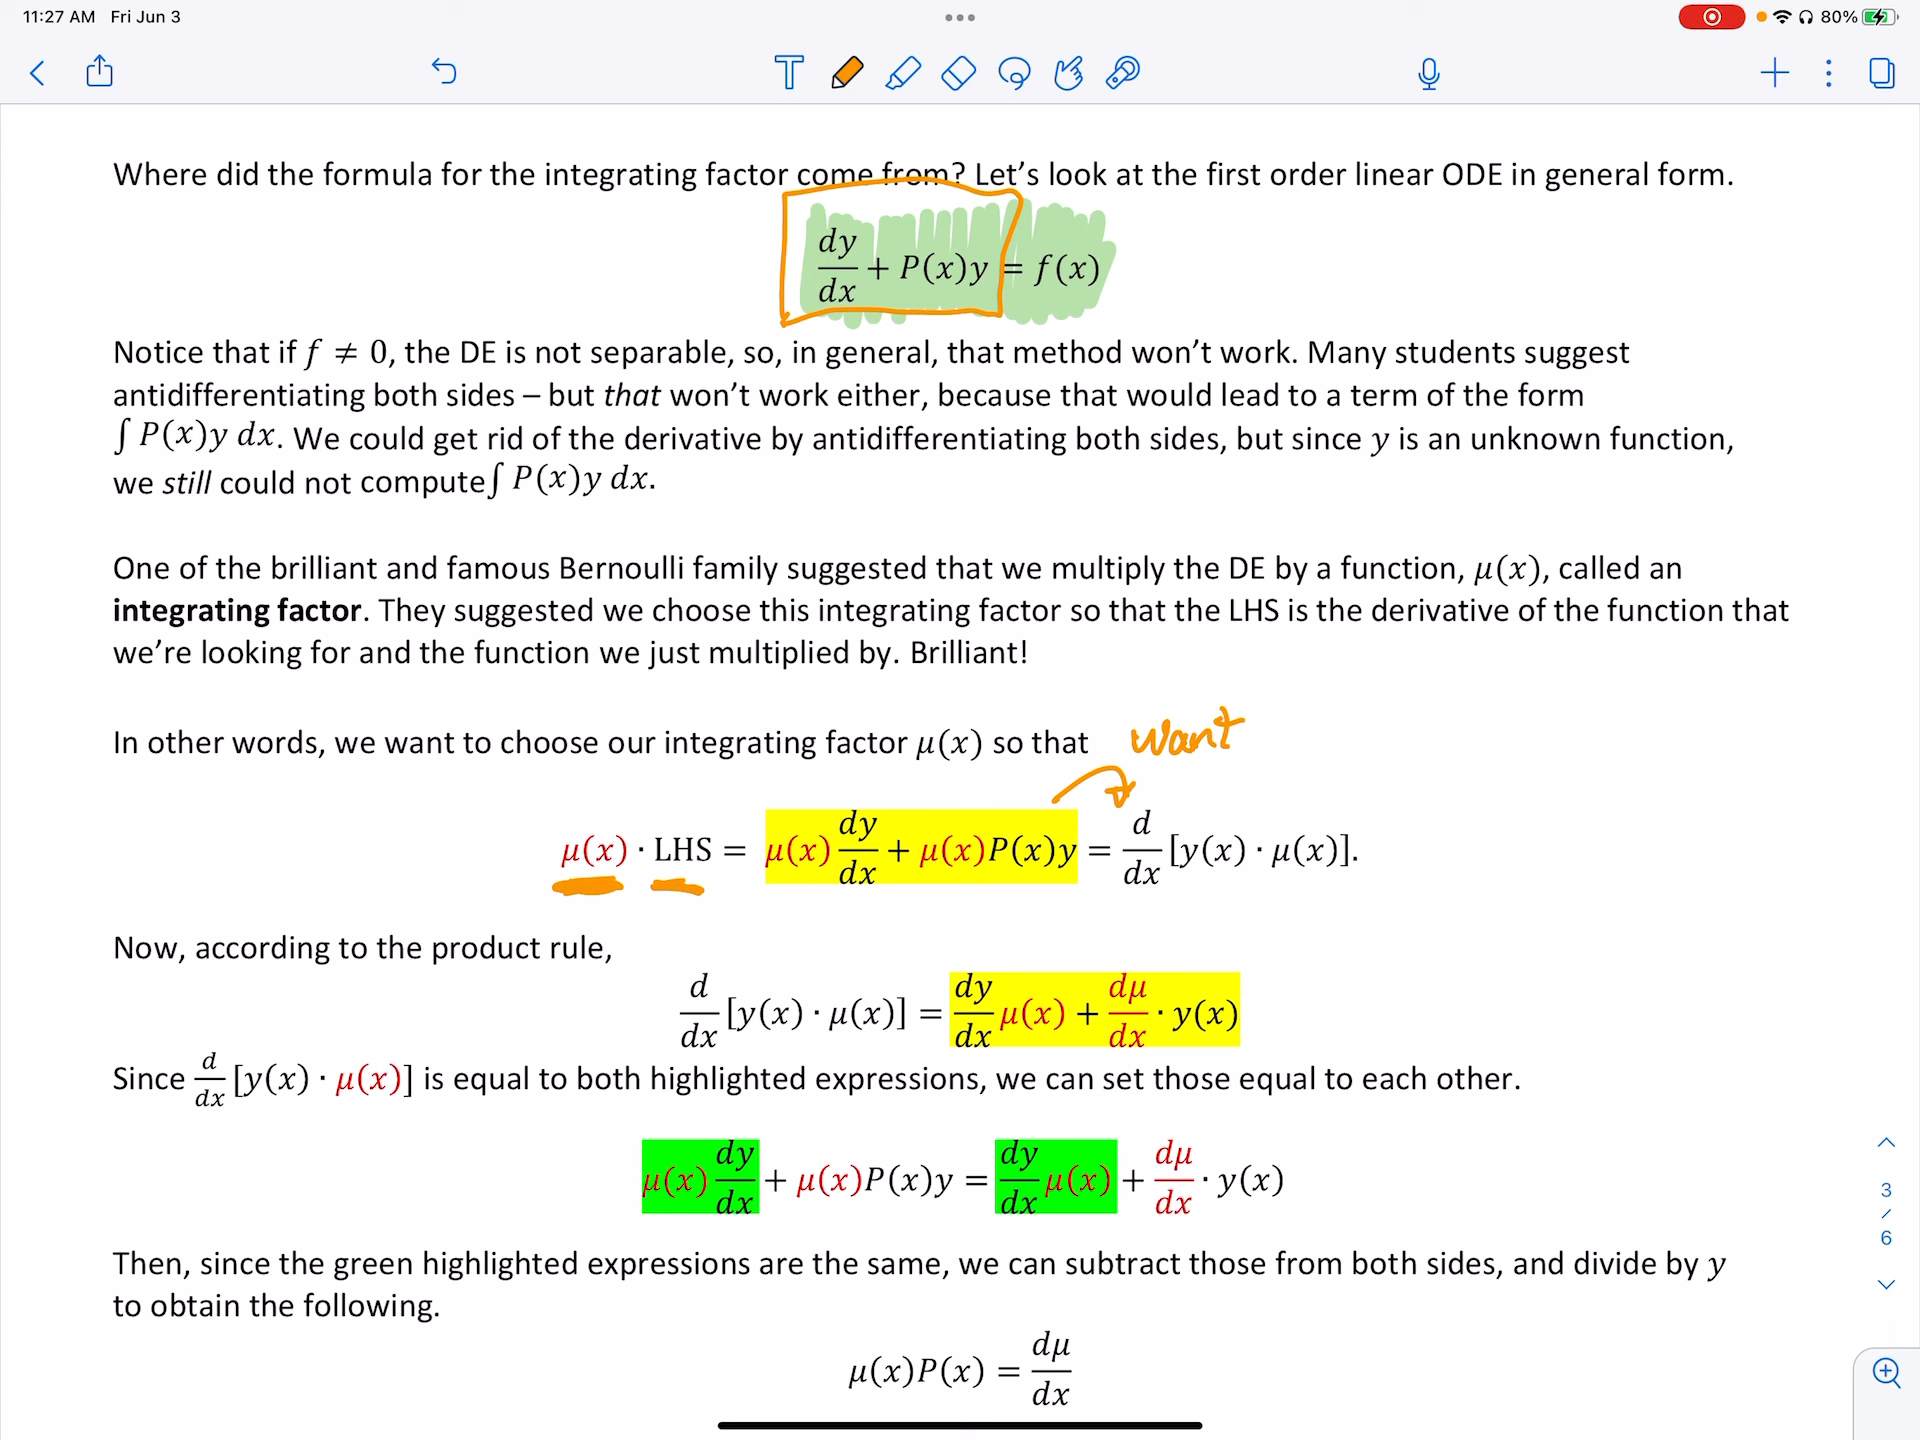 11:27 AM Fri Jun 3
80%
T
Where did the formula for the integrating factor come from? Let's look at the first order linear ODE in general form.
dy/dx + P(x)y = f(x)
Notice that if f ≠ 0, the DE is not separable, so, in general, that method won't work. Many students suggest
antidifferentiating both sides – but that won't work either, because that would lead to a term of the form
∫ P(x)y dx. We could get rid of the derivative by antidifferentiating both sides, but since y is an unknown function,
we still could not compute∫ P(x)y dx.
One of the brilliant and famous Bernoulli family suggested that we multiply the DE by a function, μ(x), called an
integrating factor. They suggested we choose this integrating factor so that the LHS is the derivative of the function that
we're looking for and the function we just multiplied by. Brilliant!
In other words, we want to choose our integrating factor μ(x) so that want
μ(x) · LHS = μ(x) dy/dx + μ(x)P(x)y = d/dx [y(x) · μ(x)].
Now, according to the product rule,
d/dx [y(x) · μ(x)] = dy/dx μ(x) + dμ/dx · y(x)
Since d/dx [y(x) · μ(x)] is equal to both highlighted expressions, we can set those equal to each other.
μ(x) dy/dx + μ(x)P(x)y = dy/dx μ(x) + dμ/dx · y(x)
3
/
6
Then, since the green highlighted expressions are the same, we can subtract those from both sides, and divide by y
to obtain the following.
μ(x)P(x) = dμ/dx